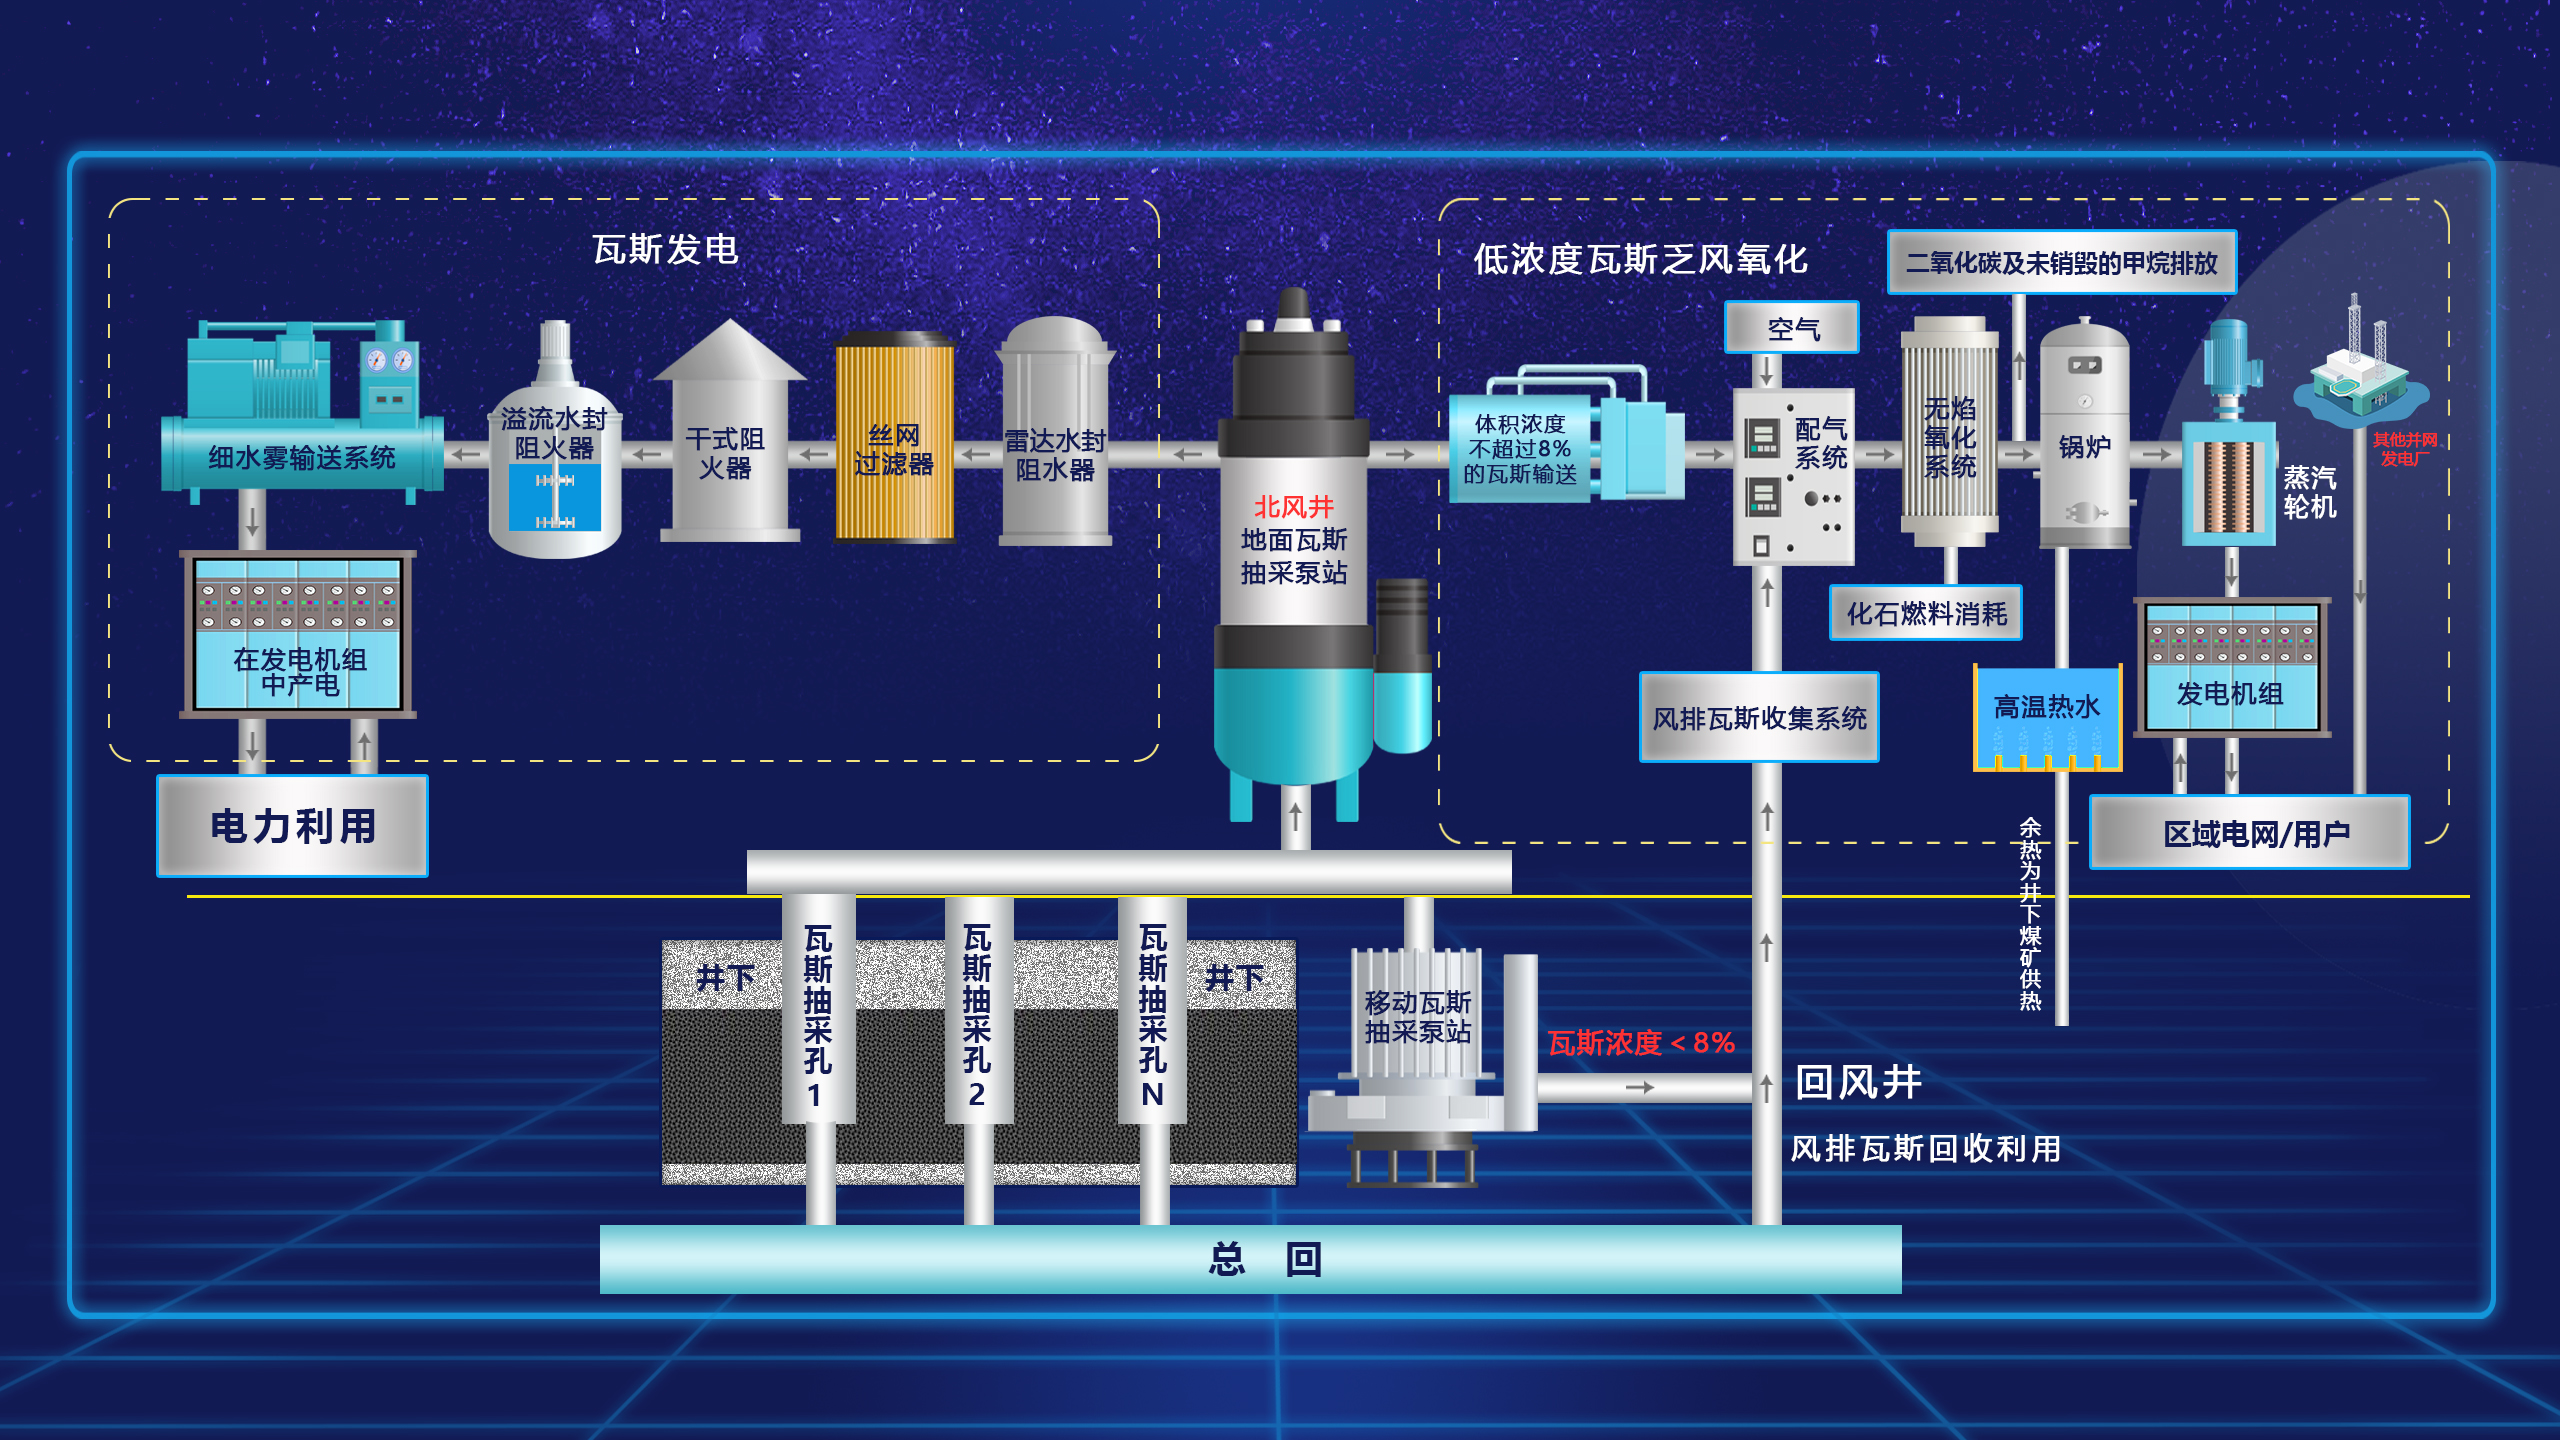 瓦斯发电
低浓度瓦斯乏风氧化
二氧化碳及未销毁的甲烷排放
空气
细水雾输送系统
溢流水封
阻火器
干式阻
火器
丝网
过滤器
雷达水封
阻水器
北风井
地面瓦斯
抽采泵站
体积浓度
不超过8%
的瓦斯输送
配气
系统
无焰
氧化
系统
锅炉
蒸汽
轮机
其他并网
发电厂
在发电机组
中产电
化石燃料消耗
风排瓦斯收集系统
高温热水
发电机组
电力利用
区域电网/用户
余热为井下煤矿供热
井下
瓦斯抽采孔1
瓦斯抽采孔2
瓦斯抽采孔N
井下
移动瓦斯
抽采泵站
瓦斯浓度<8%
回风井
风排瓦斯回收利用
总 回